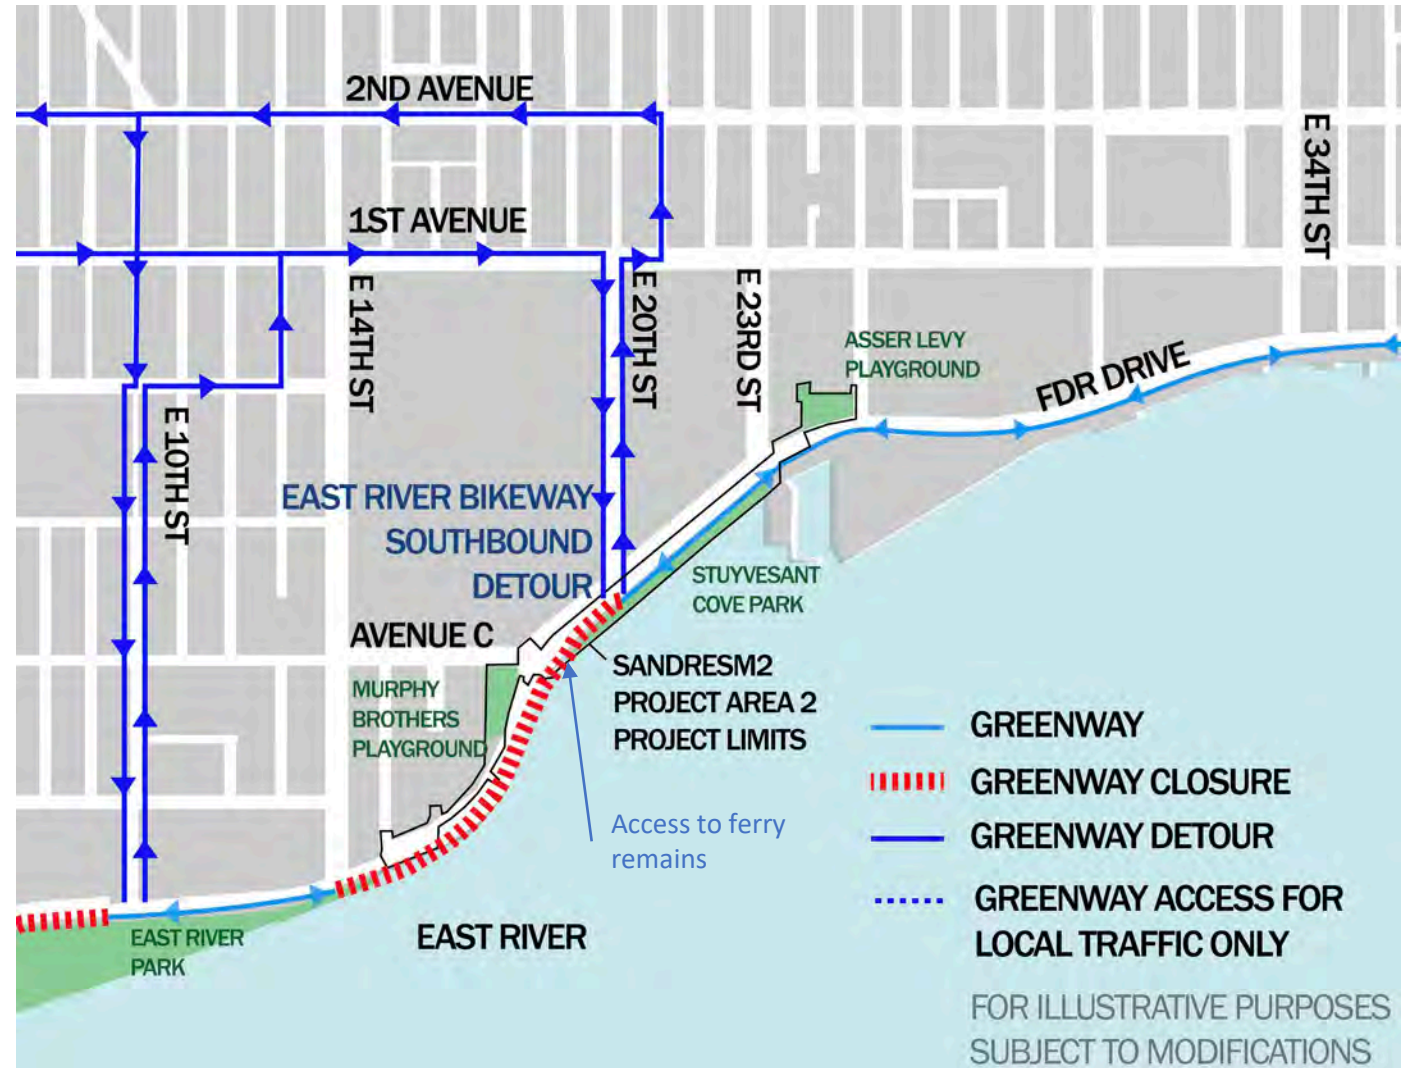 2ND AVENUE
1ST AVENUE
E 34TH ST
E 14TH ST
E 20TH ST
E 23RD ST
E 10TH ST
ASSER LEVY
PLAYGROUND
FDR DRIVE
EAST RIVER BIKEWAY
SOUTHBOUND
DETOUR
STUYVESANT
COVE PARK
AVENUE C
MURPHY
BROTHERS
PLAYGROUND
SANDRESM2
PROJECT AREA 2
PROJECT LIMITS
Access to ferry
remains
EAST RIVER
PARK
EAST RIVER
GREENWAY
GREENWAY CLOSURE
GREENWAY DETOUR
GREENWAY ACCESS FOR
LOCAL TRAFFIC ONLY
FOR ILLUSTRATIVE PURPOSES
SUBJECT TO MODIFICATIONS